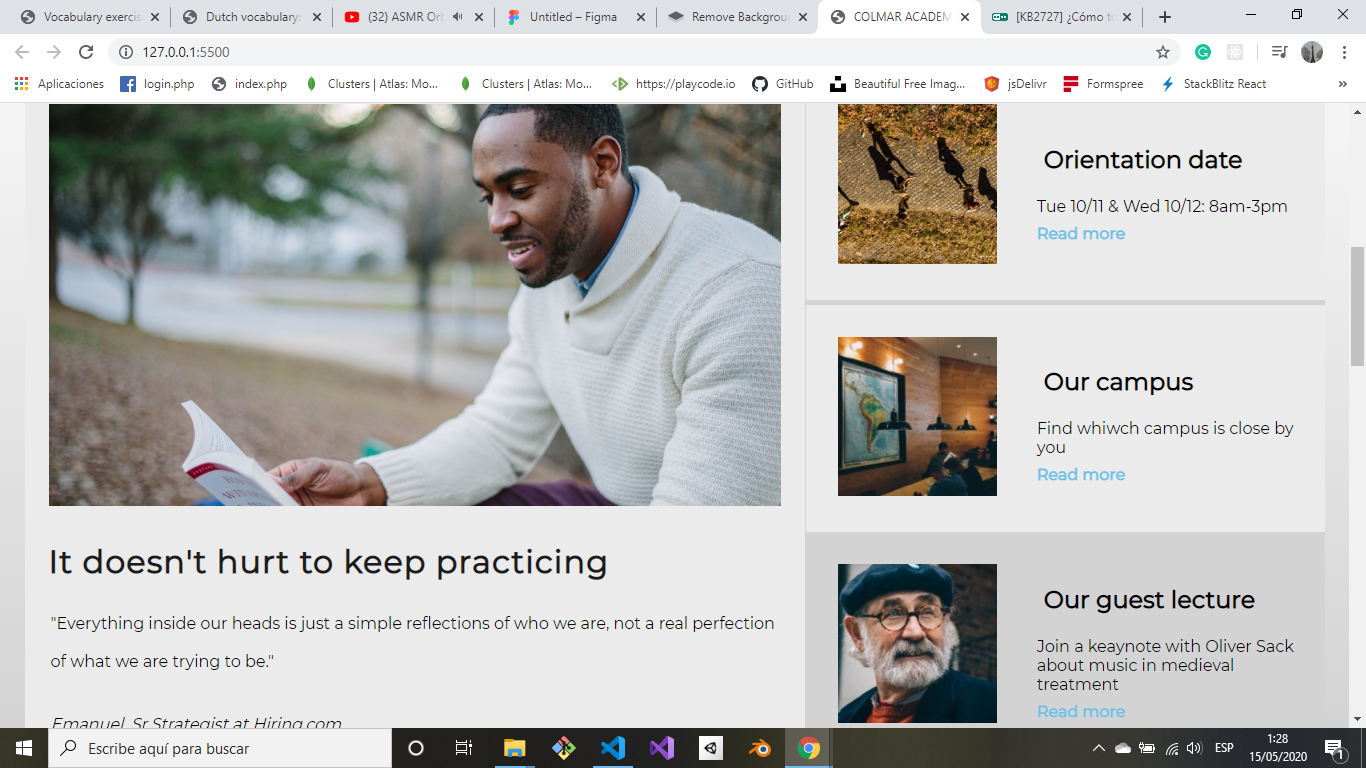 Vocabulary exercis
Dutch vocabulary:
(32) ASMR Ori
Untitled – Figma
Remove Backgrou
COLMAR ACADEM
[KB2727] ¿Cómo t
127.0.0.1:5500
Aplicaciones
login.php
index.php
Clusters | Atlas: Mo...
Clusters | Atlas: Mo...
https://playcode.io
GitHub
Beautiful Free Imag...
jsDelivr
Formspree
StackBlitz React
»
It doesn't hurt to keep practicing
"Everything inside our heads is just a simple reflections of who we are, not a real perfection
of what we are trying to be."
Emanuel, Sr Strategist at Hiring.com
Orientation date
Tue 10/11 & Wed 10/12: 8am-3pm
Read more
Our campus
Find whiwch campus is close by
you
Read more
Our guest lecture
Join a keaynote with Oliver Sack
about music in medieval
treatment
Read more
Escribe aquí para buscar
ESP
1:28
15/05/2020
1